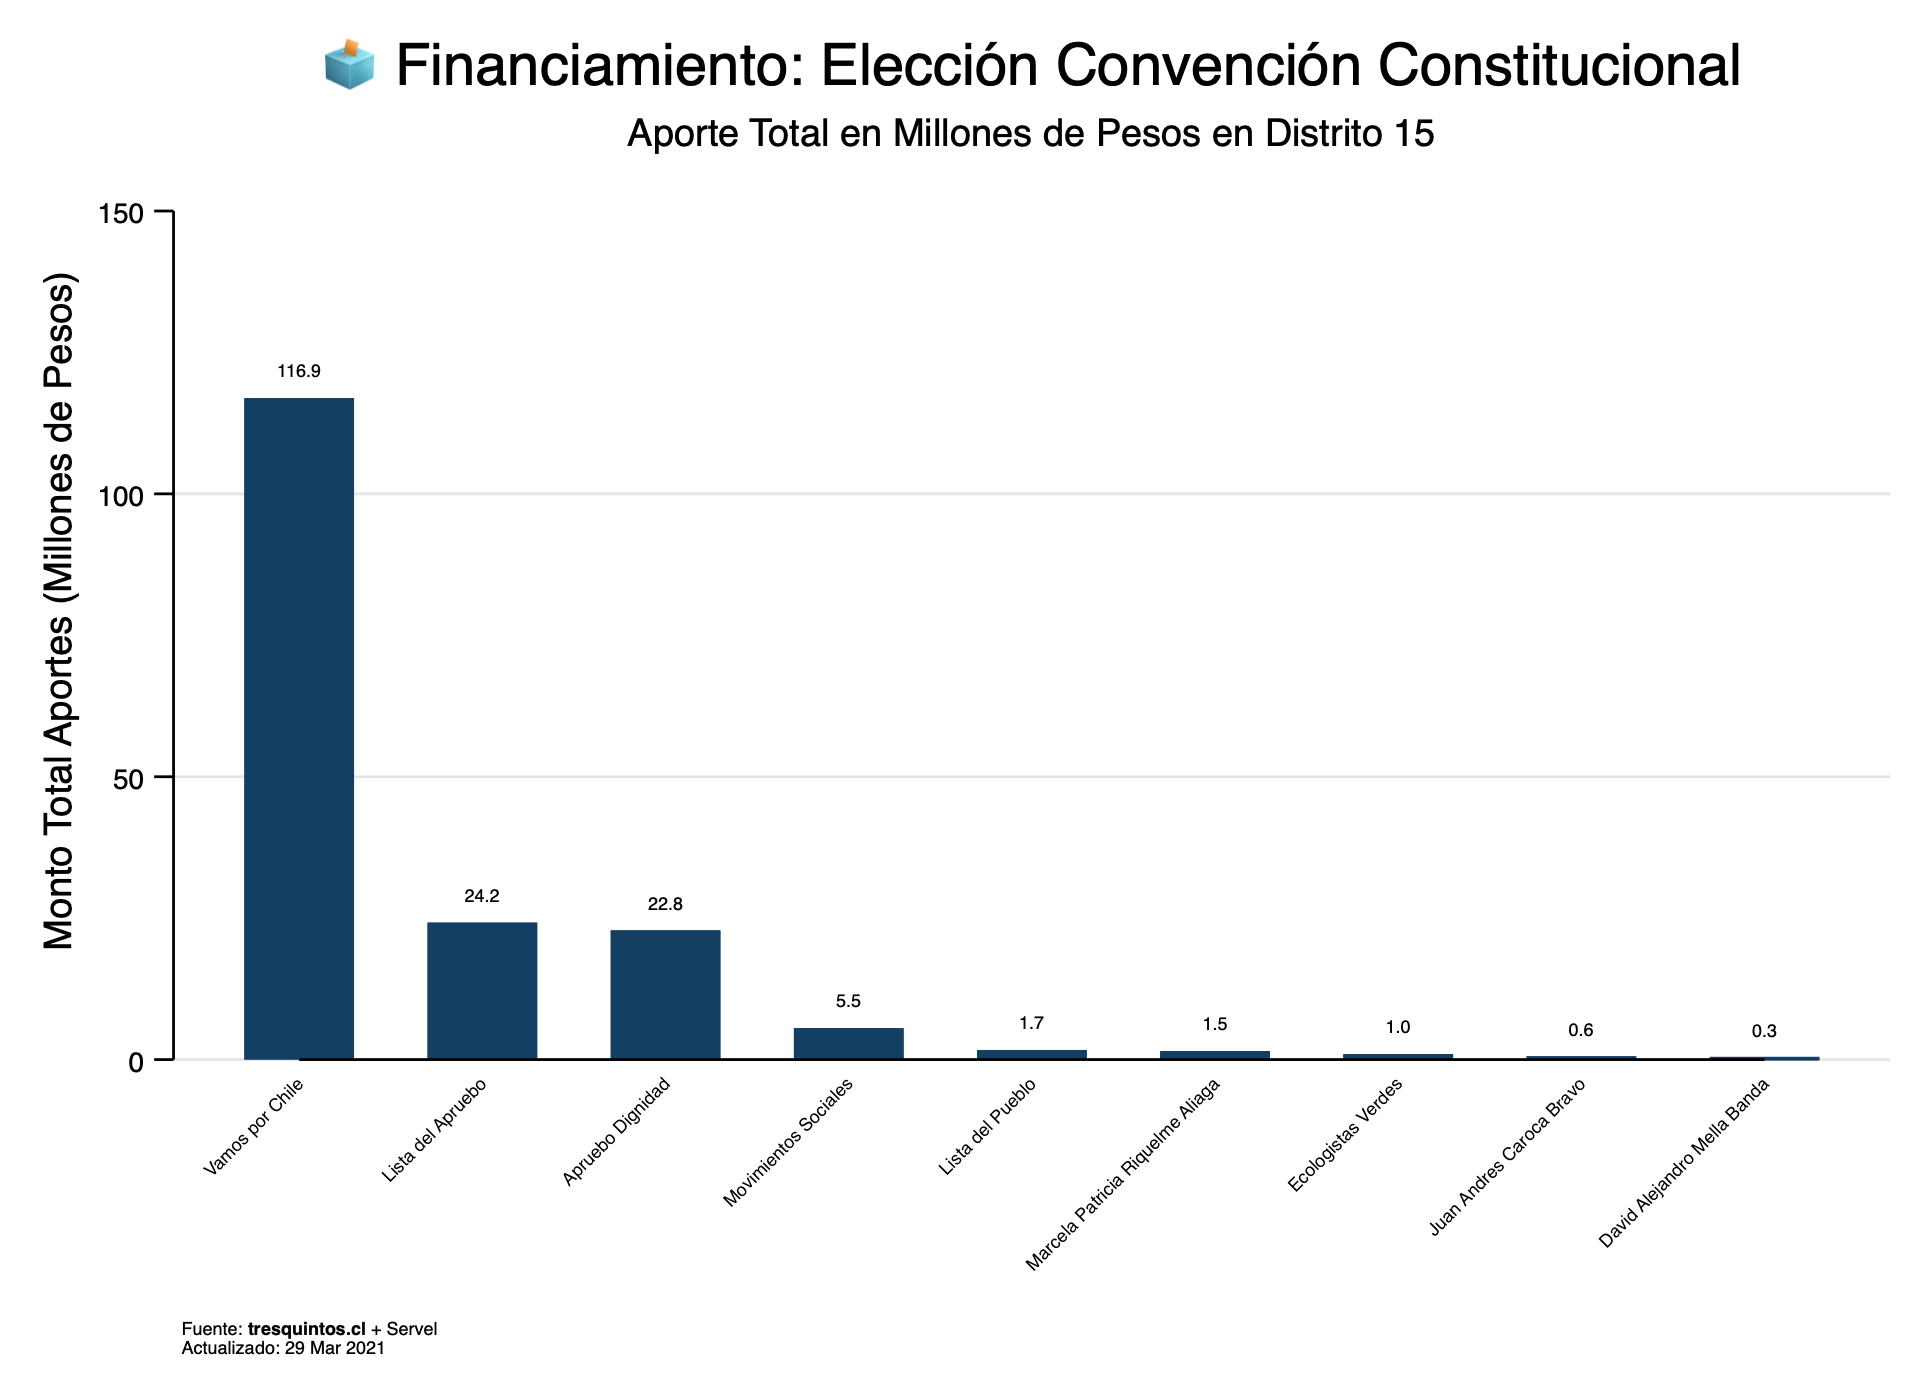 Financiamiento: Elección Convención Constitucional
Aporte Total en Millones de Pesos en Distrito 15
Monto Total Aportes (Millones de Pesos)
150
100
50
0
116.9
24.2
22.8
5.5
1.7
1.5
1.0
0.6
0.3
Vamos por Chile
Lista del Apruebo
Apruebo Dignidad
Movimientos Sociales
Lista del Pueblo
Marcela Patricia Riquelme Aliaga
Ecologistas Verdes
Juan Andres Caroca Bravo
David Alejandro Mella Banda
Fuente: tresquintos.cl + Servel
Actualizado: 29 Mar 2021